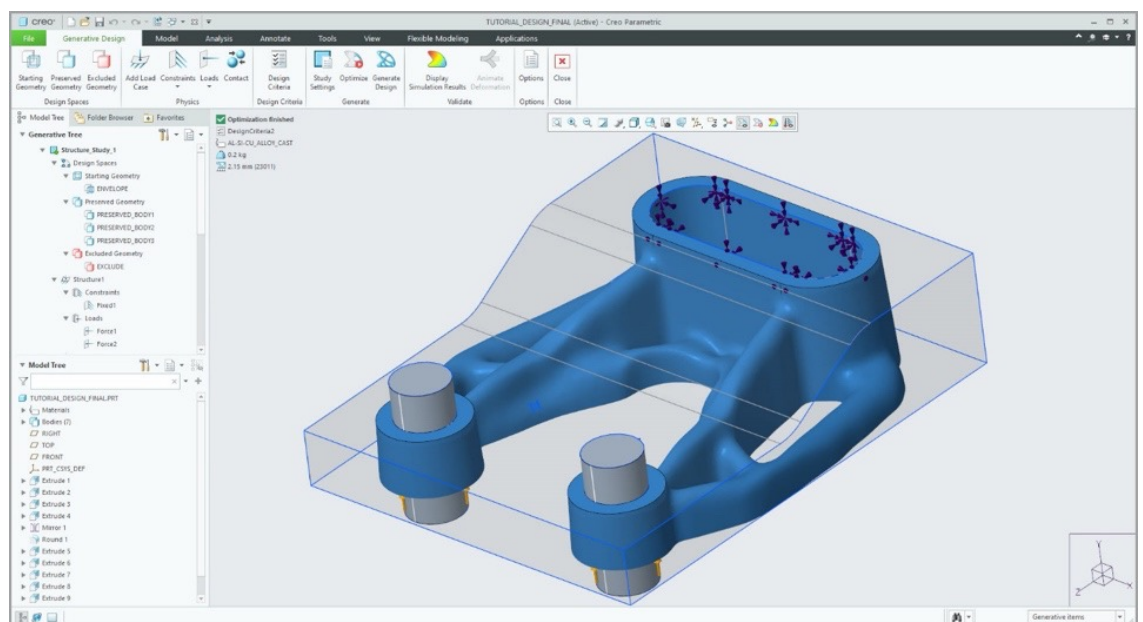 creo
TUTORIAL_DESIGN_FINAL (Active) - Creo Parametric
File Generative Design Model Analysis Annotate Tools View Flexible Modeling Applications
Starting Geometry
Preserved Geometry
Excluded Geometry
Add Load Case
Constraints
Loads
Contact
Design Criteria
Study Settings
Optimize
Generate Design
Display Simulation Results
Animate Deformation
Options
Close
Design Spaces Physics Design Criteria Generate Validate Options Close
Model Tree Folder Browser Favorites
Generative Tree
Structure_Study_1
Design Spaces
Starting Geometry
ENVELOPE
Preserved Geometry
PRESERVED_BODY1
PRESERVED_BODY2
PRESERVED_BODY3
Excluded Geometry
EXCLUDE
Structure1
Constraints
Fixed1
Loads
Force1
Force2
Model Tree
TUTORIAL_DESIGN_FINAL.PRT
Materials
Bodies (7)
RIGHT
TOP
FRONT
PRT_CSYS_DEF
Extrude 1
Extrude 2
Extrude 3
Extrude 4
Mirror 1
Round 1
Extrude 5
Extrude 6
Extrude 7
Extrude 8
Extrude 9
Optimization finished
DesignCriteria2
AL-SI-CU_ALLOY_CAST
0.2 kg
2.15 mm (23011)
Y
Z
X
Generative items